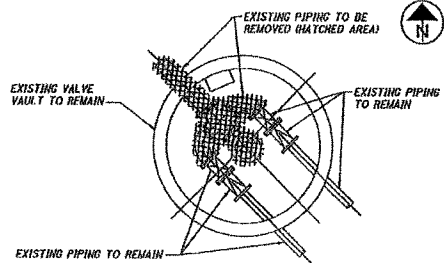 EXISTING PIPING TO BE
REMOVED (HATCHED AREA)
N
EXISTING VALVE
VAULT TO REMAIN
EXISTING PIPING
TO REMAIN
EXISTING PIPING TO REMAIN